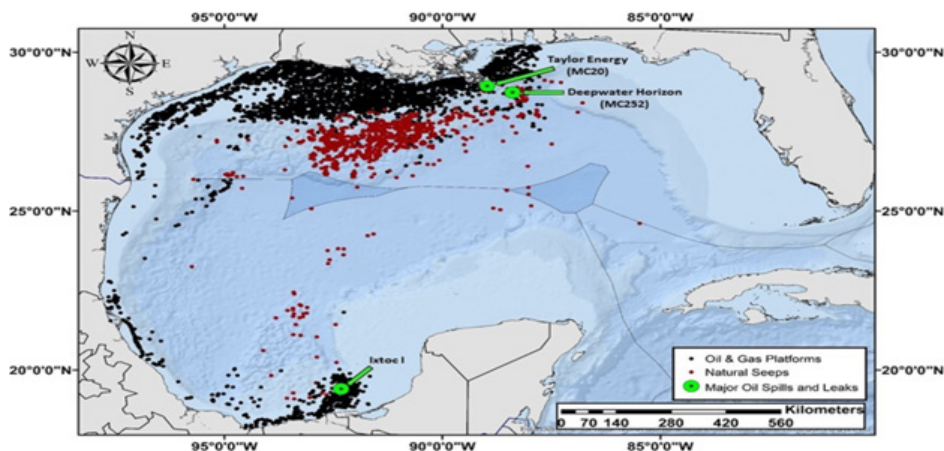 95°0'0"W 90°0'0"W 85°0'0"W
30°0'0"N 30°0'0"N
N
W E
S
Taylor Energy
(MC20)
Deepwater Horizon
(MC252)
25°0'0"N 25°0'0"N
20°0'0"N 20°0'0"N
Ixtoc I
Oil & Gas Platforms
Natural Seeps
Major Oil Spills and Leaks
Kilometers
0 70 140 280 420 560
95°0'0"W 90°0'0"W 85°0'0"W